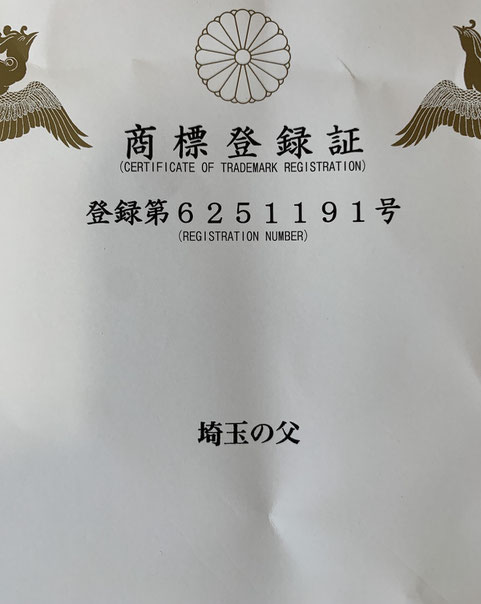 商標登録証
(CERTIFICATE OF TRADEMARK REGISTRATION)
登録第６２５１１９１号
(REGISTRATION NUMBER)
埼玉の父